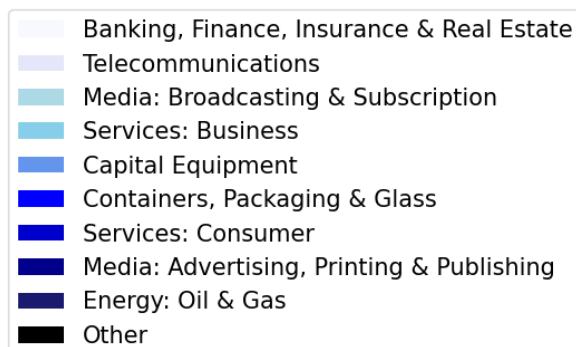 Banking, Finance, Insurance & Real Estate
Telecommunications
Media: Broadcasting & Subscription
Services: Business
Capital Equipment
Containers, Packaging & Glass
Services: Consumer
Media: Advertising, Printing & Publishing
Energy: Oil & Gas
Other